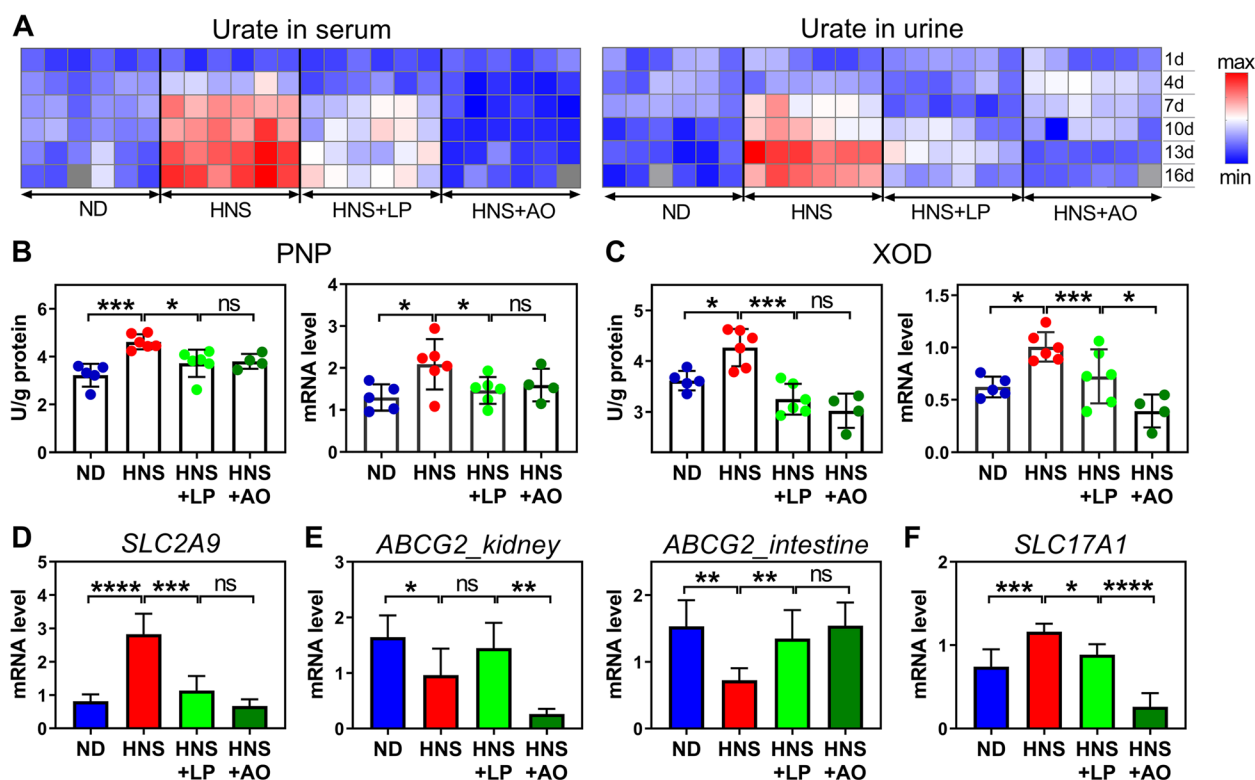 A
Urate in serum
Urate in urine
1d
4d
7d
10d
13d
16d
max
min
ND
HNS
HNS+LP
HNS+AO
ND
HNS
HNS+LP
HNS+AO
B
PNP
U/g protein
6
4
2
0
***
*
ns
ND
HNS
HNS
+LP
HNS
+AO
mRNA level
4
3
2
1
0
*
*
ns
ND
HNS
HNS
+LP
HNS
+AO
C
XOD
U/g protein
5
4
3
*
***
ns
ND
HNS
HNS
+LP
HNS
+AO
mRNA level
1.5
1.0
0.5
0.0
*
***
*
ND
HNS
HNS
+LP
HNS
+AO
D
SLC2A9
mRNA level
5
4
3
2
1
0
****
***
ns
ND
HNS
HNS
+LP
HNS
+AO
E
ABCG2_kidney
mRNA level
3
2
1
0
*
ns
**
ND
HNS
HNS
+LP
HNS
+AO
ABCG2_intestine
mRNA level
2
1
0
**
**
ns
ND
HNS
HNS
+LP
HNS
+AO
F
SLC17A1
mRNA level
2
1
0
***
*
****
ND
HNS
HNS
+LP
HNS
+AO